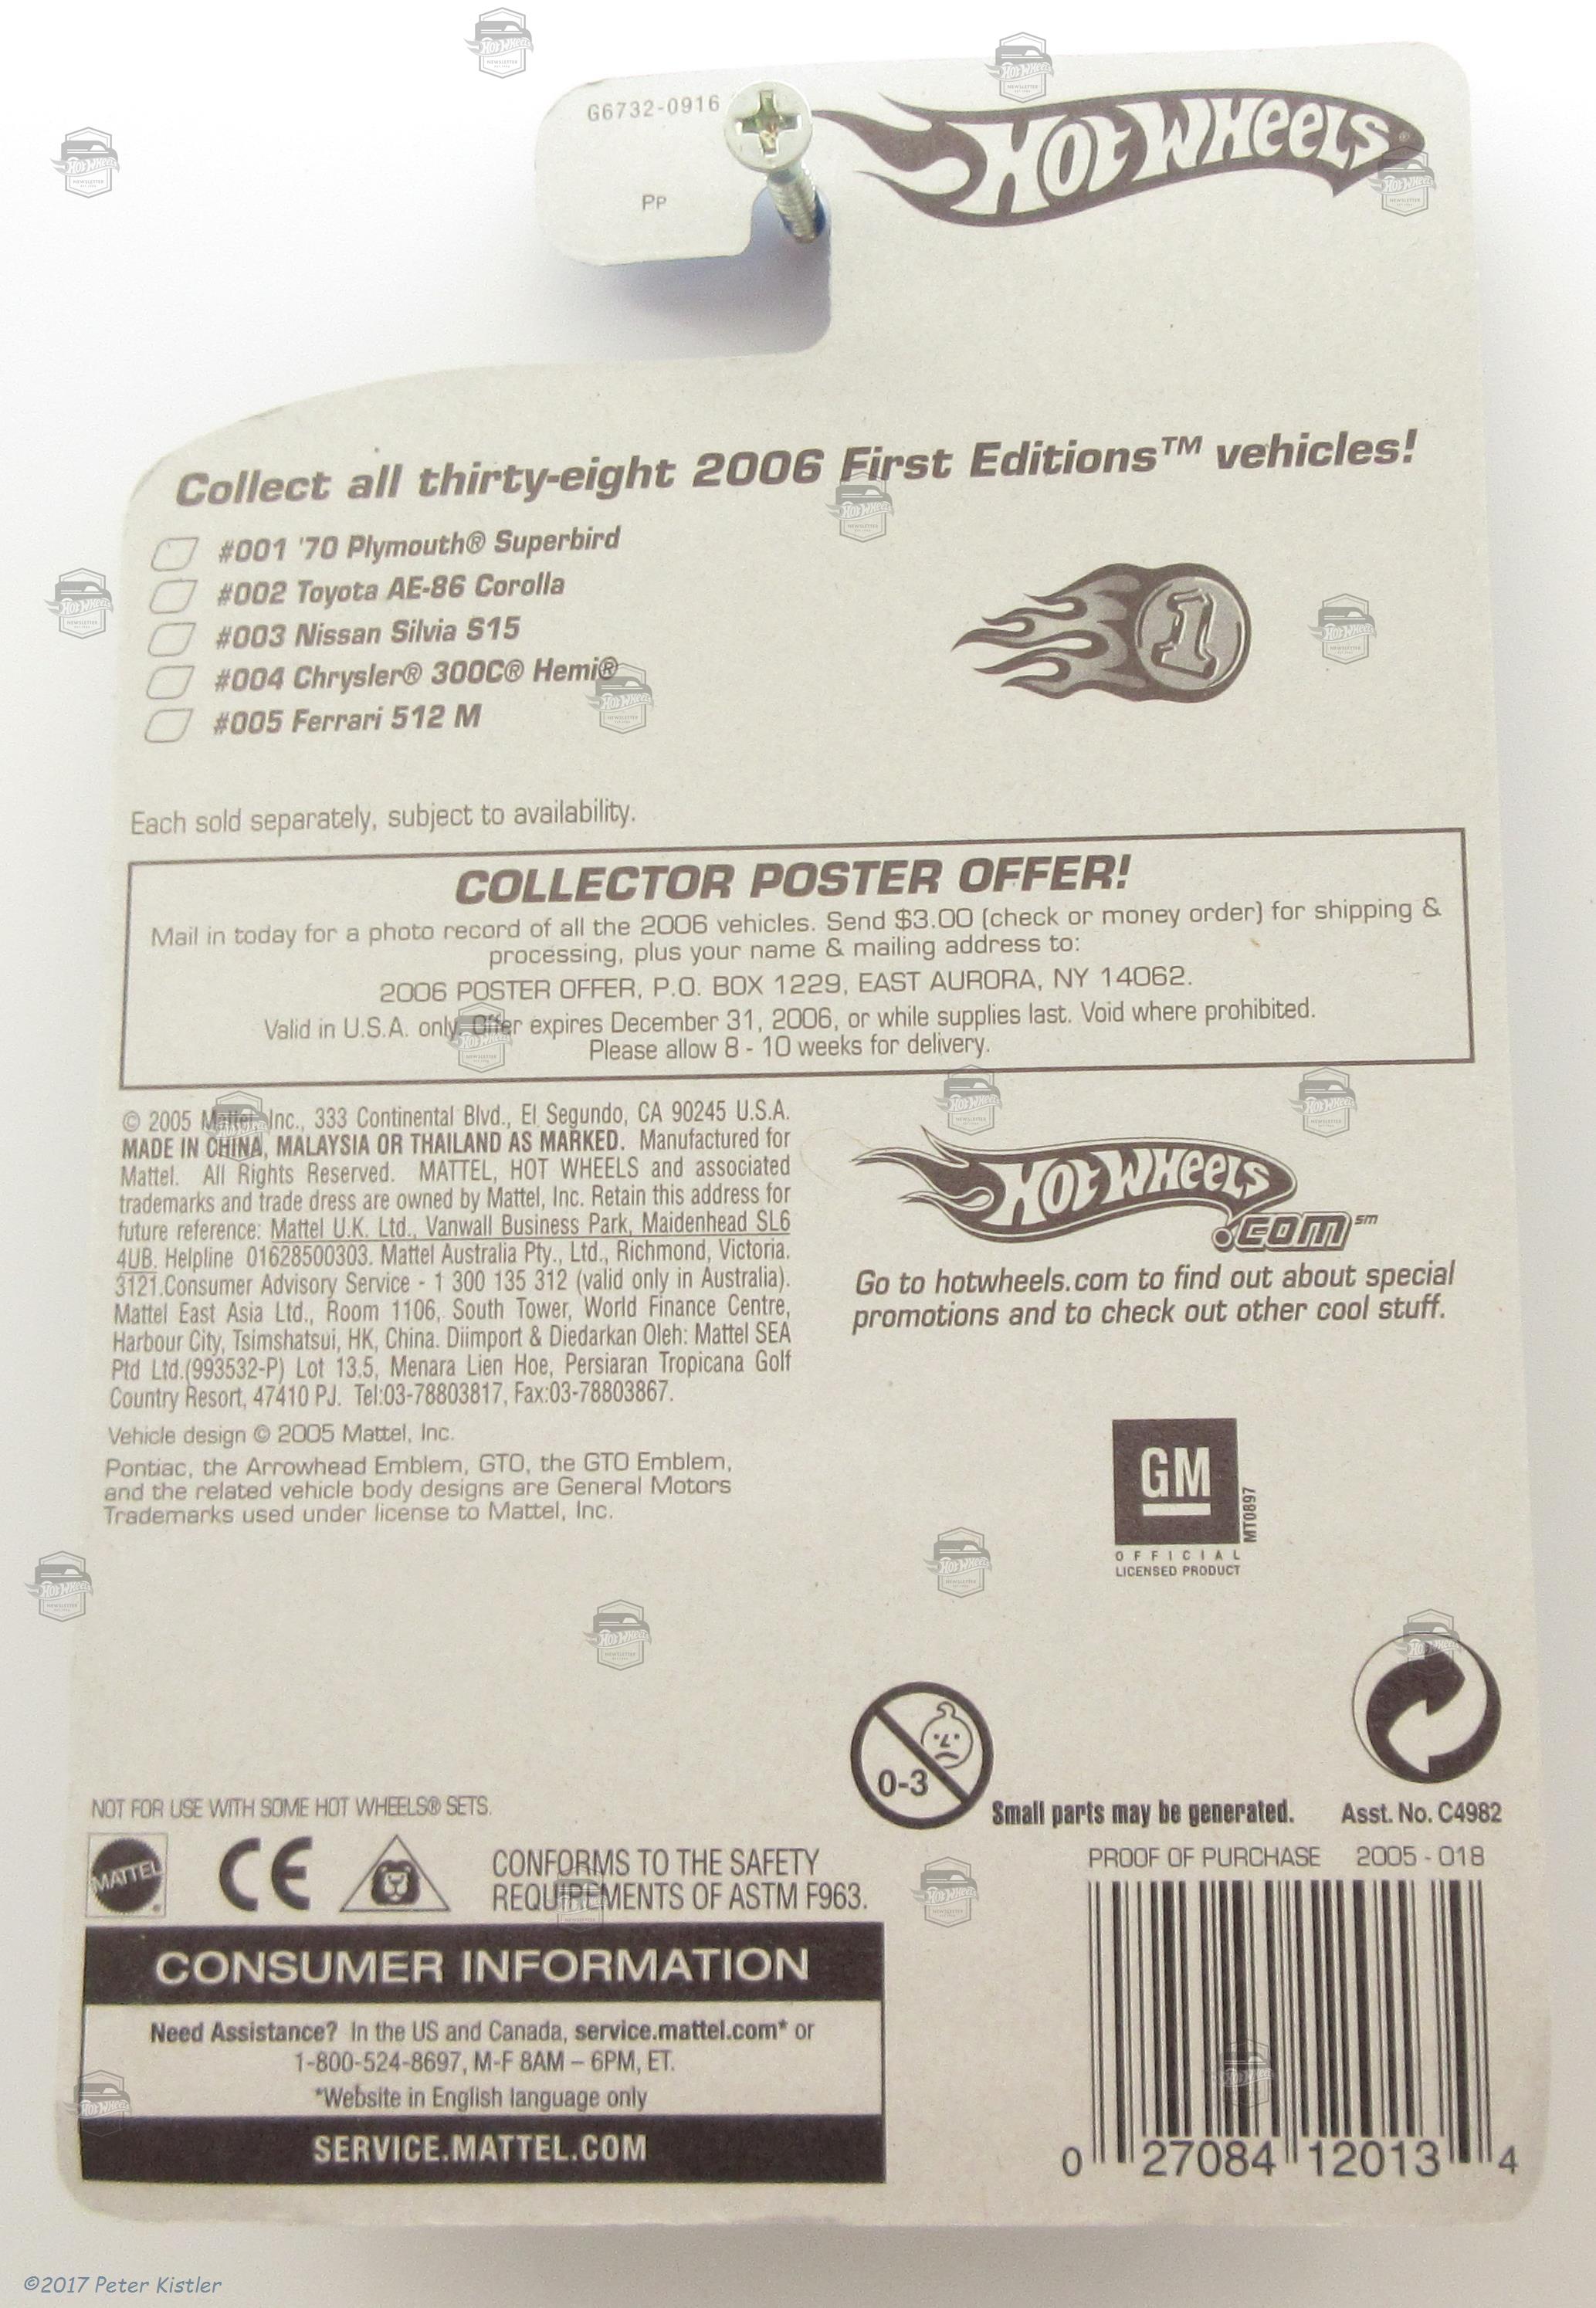 G6732-0916
PP
HOT WHEELS®
Collect all thirty-eight 2006 First Editions™ vehicles!
#001 '70 Plymouth® Superbird
#002 Toyota AE-86 Corolla
#003 Nissan Silvia S15
#004 Chrysler® 300C® Hemi®
#005 Ferrari 512 M
1
Each sold separately, subject to availability.
COLLECTOR POSTER OFFER!
Mail in today for a photo record of all the 2006 vehicles. Send $3.00 (check or money order) for shipping &
processing, plus your name & mailing address to:
2006 POSTER OFFER, P.O. BOX 1229, EAST AURORA, NY 14062.
Valid in U.S.A. only. Offer expires December 31, 2006, or while supplies last. Void where prohibited.
Please allow 8 - 10 weeks for delivery.
© 2005 Mattel, Inc., 333 Continental Blvd., El Segundo, CA 90245 U.S.A.
MADE IN CHINA, MALAYSIA OR THAILAND AS MARKED. Manufactured for
Mattel. All Rights Reserved. MATTEL, HOT WHEELS and associated
trademarks and trade dress are owned by Mattel, Inc. Retain this address for
future reference: Mattel U.K. Ltd., Vanwall Business Park, Maidenhead SL6
4UB. Helpline 01628500303. Mattel Australia Pty., Ltd., Richmond, Victoria.
3121.Consumer Advisory Service - 1 300 135 312 (valid only in Australia).
Mattel East Asia Ltd., Room 1106, South Tower, World Finance Centre,
Harbour City, Tsimshatsui, HK, China. Diimport & Diedarkan Oleh: Mattel SEA
Ptd Ltd.(993532-P) Lot 13.5, Menara Lien Hoe, Persiaran Tropicana Golf
Country Resort, 47410 PJ. Tel:03-78803817, Fax:03-78803867.
Vehicle design © 2005 Mattel, Inc.
Pontiac, the Arrowhead Emblem, GTO, the GTO Emblem,
and the related vehicle body designs are General Motors
Trademarks used under license to Mattel, Inc.
HOT WHEELS
.COM℠
Go to hotwheels.com to find out about special
promotions and to check out other cool stuff.
GM
MT0897
OFFICIAL
LICENSED PRODUCT
0-3
Small parts may be generated.
Asst. No. C4982
NOT FOR USE WITH SOME HOT WHEELS® SETS.
MATTEL®
CE
CONFORMS TO THE SAFETY
REQUIREMENTS OF ASTM F963.
PROOF OF PURCHASE 2005 - 018
CONSUMER INFORMATION
Need Assistance? In the US and Canada, service.mattel.com* or
1-800-524-8697, M-F 8AM – 6PM, ET.
*Website in English language only
SERVICE.MATTEL.COM
0 27084 12013 4
©2017 Peter Kistler
HOT WHEELS
NEWSLETTER